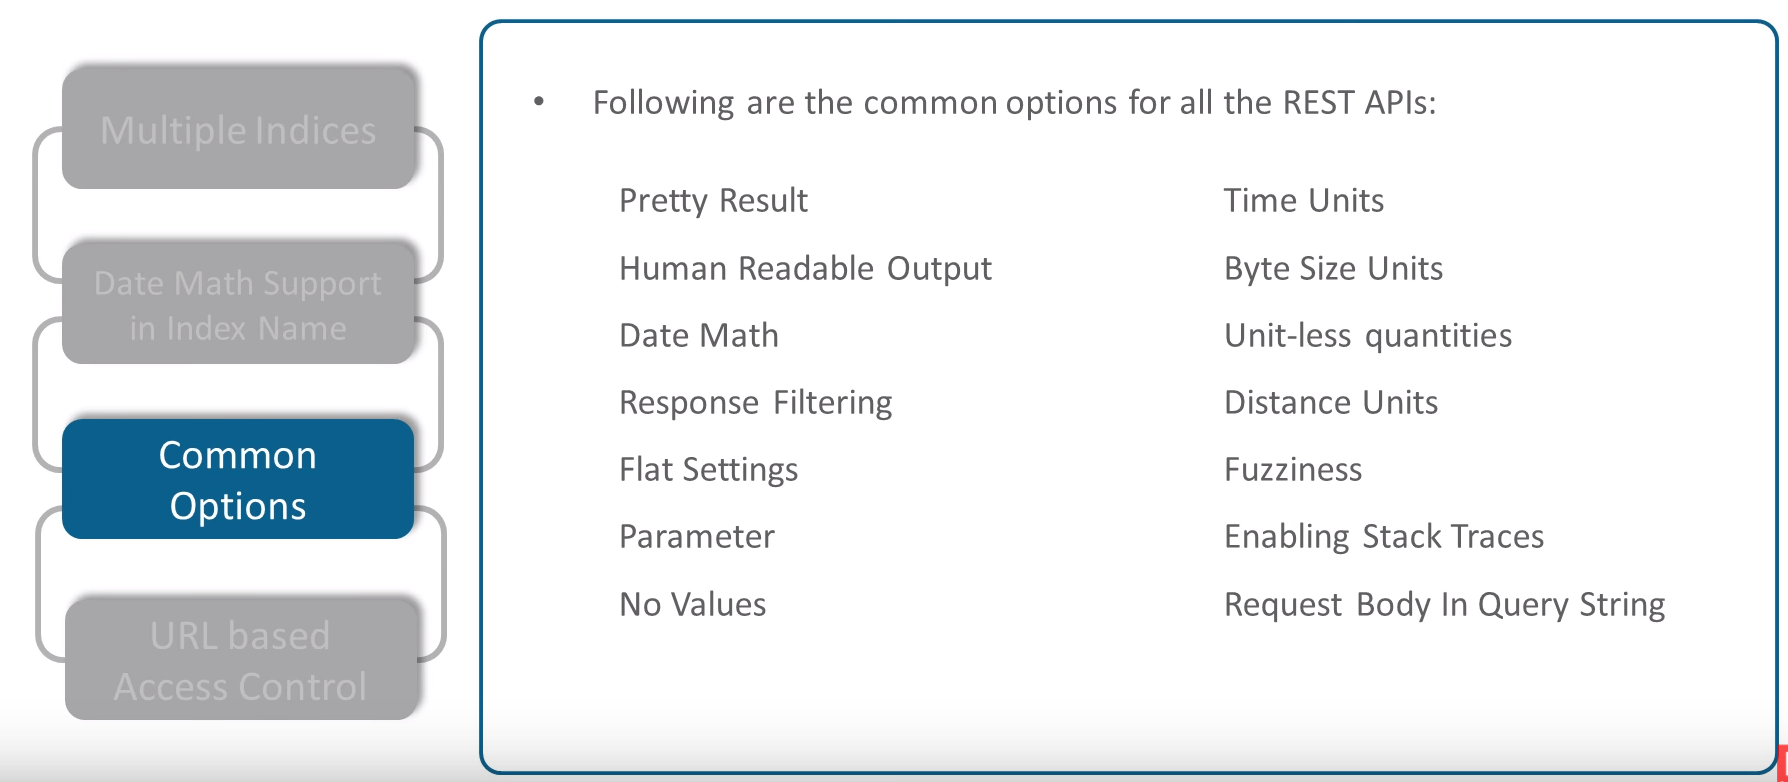 Multiple Indices
Date Math Support
in Index Name
Common
Options
URL based
Access Control
• Following are the common options for all the REST APIs:
Pretty Result
Human Readable Output
Date Math
Response Filtering
Flat Settings
Parameter
No Values
Time Units
Byte Size Units
Unit-less quantities
Distance Units
Fuzziness
Enabling Stack Traces
Request Body In Query String